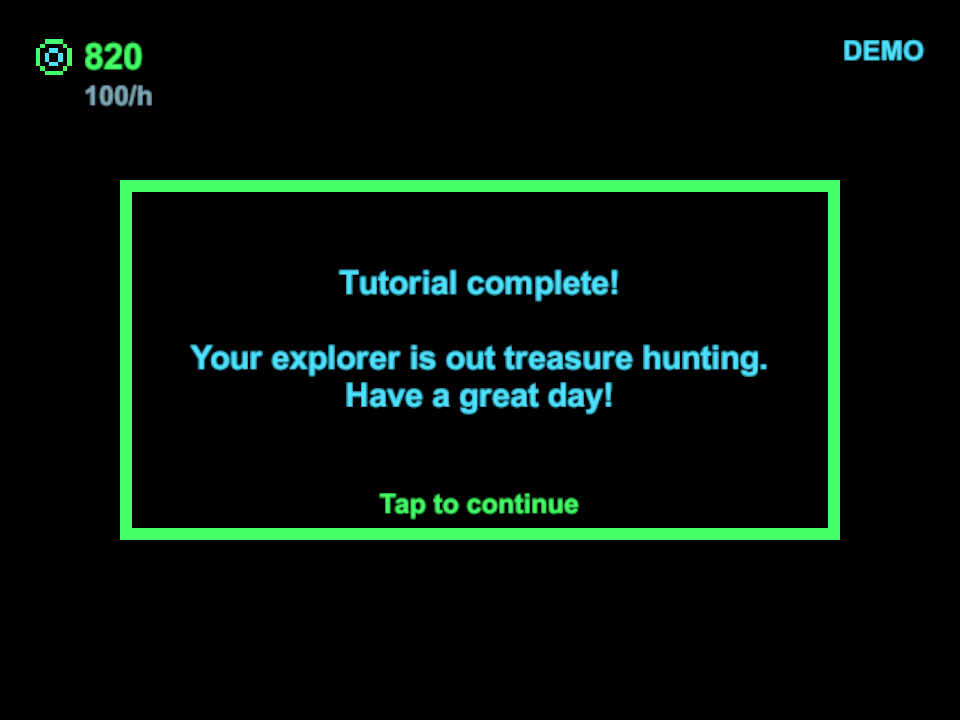 820
DEMO
100/h
Tutorial complete!
Your explorer is out treasure hunting.
Have a great day!
Tap to continue